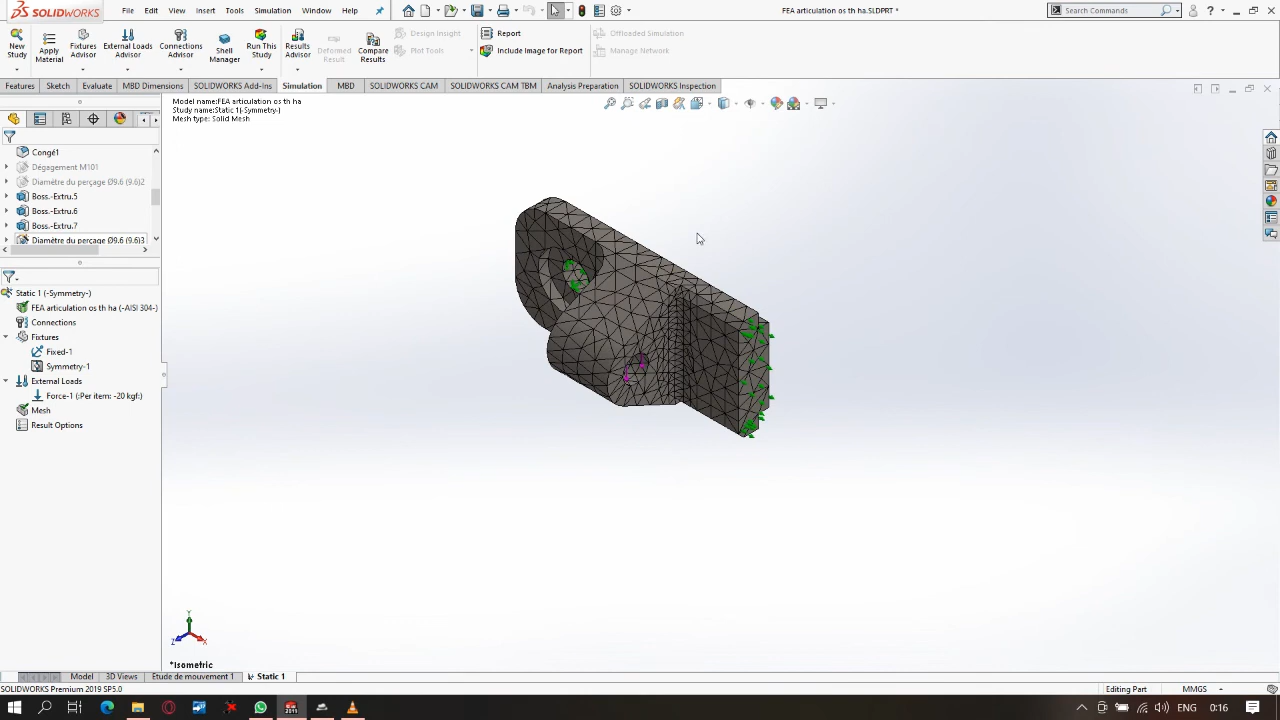 SOLIDWORKS
File Edit View Insert Tools Simulation Window Help
FEA articulation os th ha.SLDPRT *
Search Commands
New Study
Apply Material
Fixtures Advisor
External Loads Advisor
Connections Advisor
Shell Manager
Run This Study
Results Advisor
Deformed Result
Compare Results
Design Insight
Plot Tools
Report
Include Image for Report
Offloaded Simulation
Manage Network
Features Sketch Evaluate MBD Dimensions SOLIDWORKS Add-Ins Simulation MBD SOLIDWORKS CAM SOLIDWORKS CAM TBM Analysis Preparation SOLIDWORKS Inspection
Model name:FEA articulation os th ha
Study name:Static 1(-Symmetry-)
Mesh type: Solid Mesh
Congé1
Dégagement M101
Diamètre du perçage Ø9.6 (9.6)2
Boss.-Extru.5
Boss.-Extru.6
Boss.-Extru.7
Diamètre du perçage Ø9.6 (9.6)3
Static 1 (-Symmetry-)
FEA articulation os th ha (-AISI 304-)
Connections
Fixtures
Fixed-1
Symmetry-1
External Loads
Force-1 (:Per item: -20 kgf:)
Mesh
Result Options
Y
Z X
*Isometric
Model 3D Views Etude de mouvement 1 Static 1
SOLIDWORKS Premium 2019 SP5.0
Editing Part
MMGS
ENG 0:16